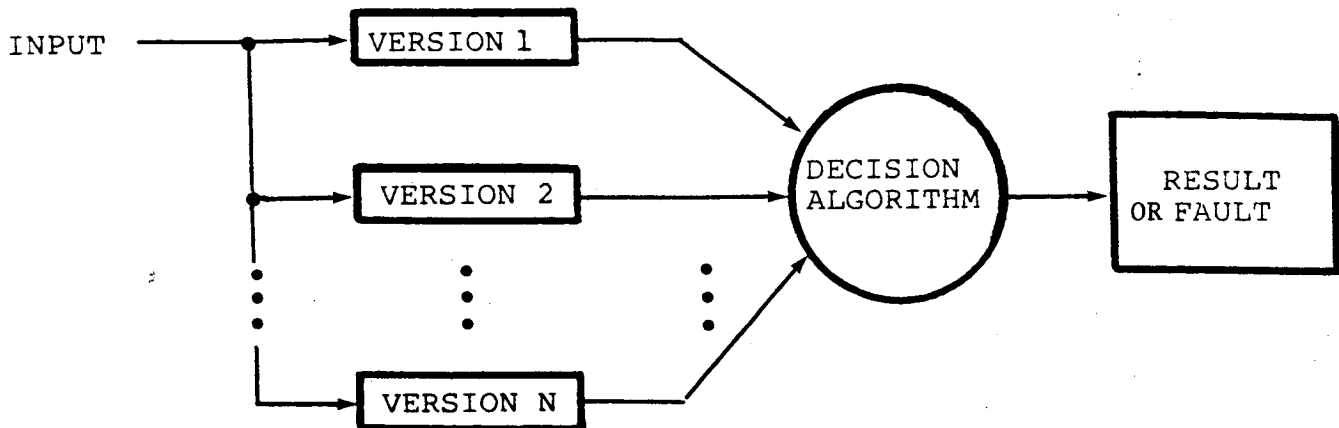 INPUT
VERSION 1
VERSION 2
VERSION N
DECISION
ALGORITHM
RESULT
OR FAULT